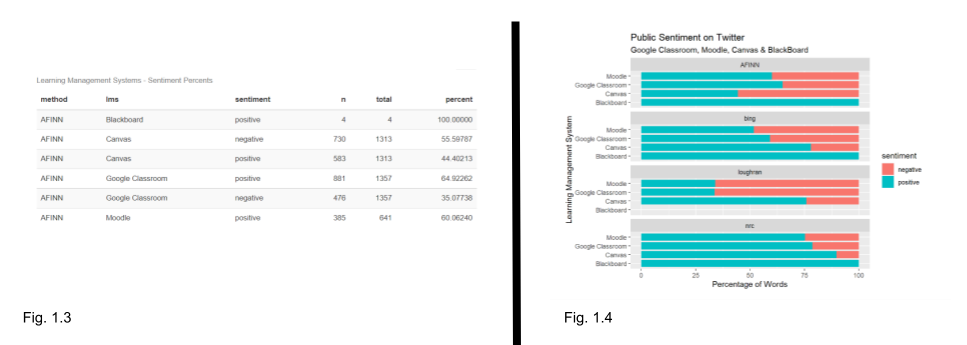 Learning Management Systems - Sentiment Percents
method lms sentiment n total percent
AFINN Blackboard positive 4 4 100.00000
AFINN Canvas negative 730 1313 55.59787
AFINN Canvas positive 583 1313 44.40213
AFINN Google Classroom positive 881 1357 64.92262
AFINN Google Classroom negative 476 1357 35.07738
AFINN Moodle positive 385 641 60.06240
Fig. 1.3
Public Sentiment on Twitter
Google Classroom, Moodle, Canvas & BlackBoard
AFINN
Moodle
Google Classroom
Canvas
Blackboard
bing
Moodle
Google Classroom
Canvas
Blackboard
loughran
Moodle
Google Classroom
Canvas
Blackboard
nrc
Moodle
Google Classroom
Canvas
Blackboard
0 25 50 75 100
Percentage of Words
Learning Management System
sentiment
negative
positive
Fig. 1.4